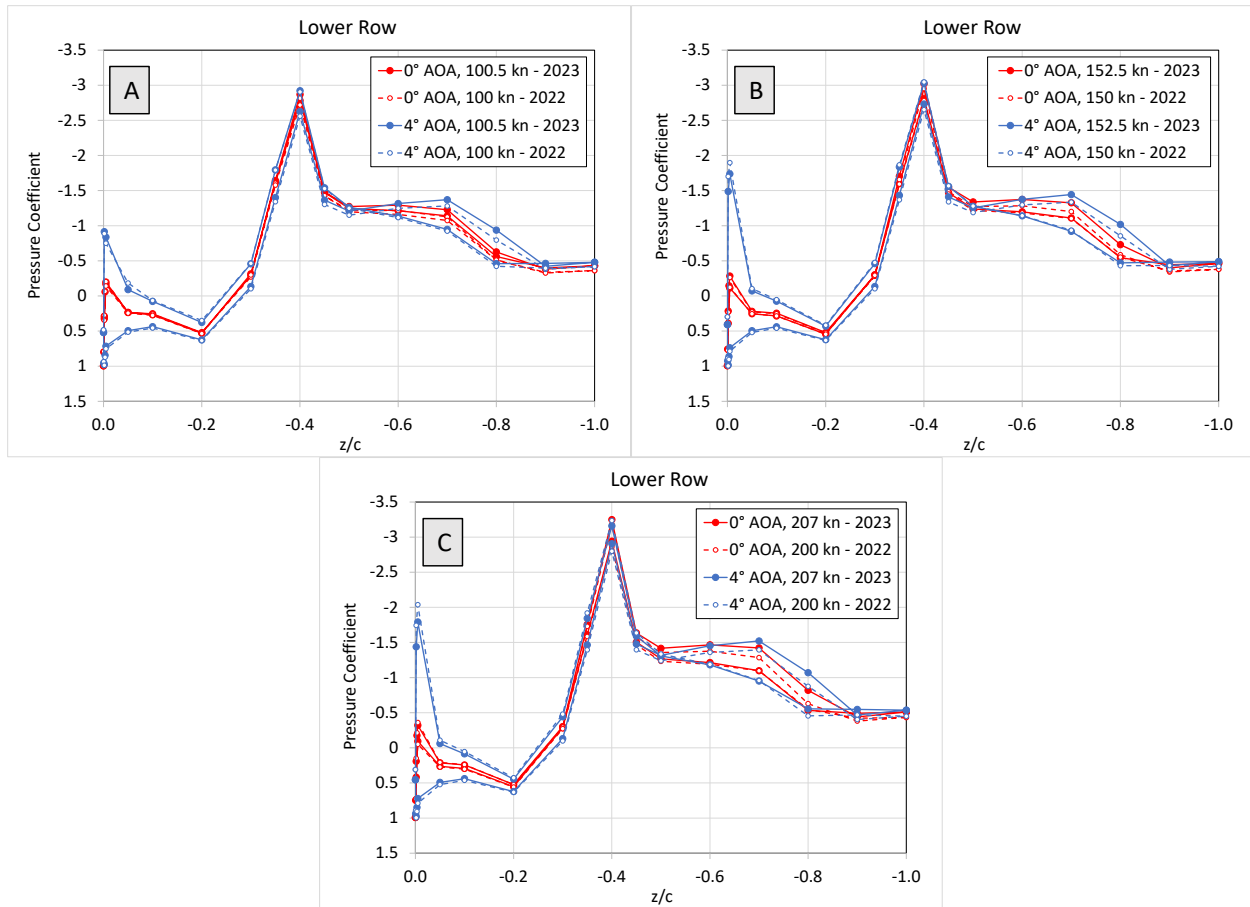 Lower Row
A
0° AOA, 100.5 kn - 2023
0° AOA, 100 kn - 2022
4° AOA, 100.5 kn - 2023
4° AOA, 100 kn - 2022
Pressure Coefficient
-3.5
-3
-2.5
-2
-1.5
-1
-0.5
0
0.5
1
1.5
0.0 -0.2 -0.4 -0.6 -0.8 -1.0
z/c
Lower Row
B
0° AOA, 152.5 kn - 2023
0° AOA, 150 kn - 2022
4° AOA, 152.5 kn - 2023
4° AOA, 150 kn - 2022
Pressure Coefficient
-3.5
-3
-2.5
-2
-1.5
-1
-0.5
0
0.5
1
1.5
0.0 -0.2 -0.4 -0.6 -0.8 -1.0
z/c
Lower Row
C
0° AOA, 207 kn - 2023
0° AOA, 200 kn - 2022
4° AOA, 207 kn - 2023
4° AOA, 200 kn - 2022
Pressure Coefficient
-3.5
-3
-2.5
-2
-1.5
-1
-0.5
0
0.5
1
1.5
0.0 -0.2 -0.4 -0.6 -0.8 -1.0
z/c